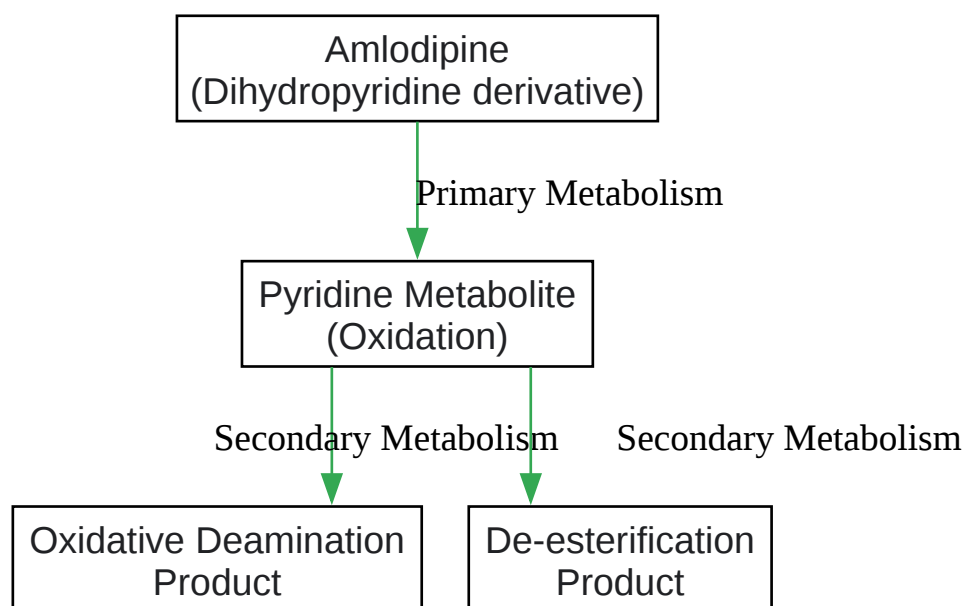 Amlodipine
(Dihydropyridine derivative)
Primary Metabolism
Pyridine Metabolite
(Oxidation)
Secondary Metabolism
Secondary Metabolism
Oxidative Deamination
Product
De-esterification
Product